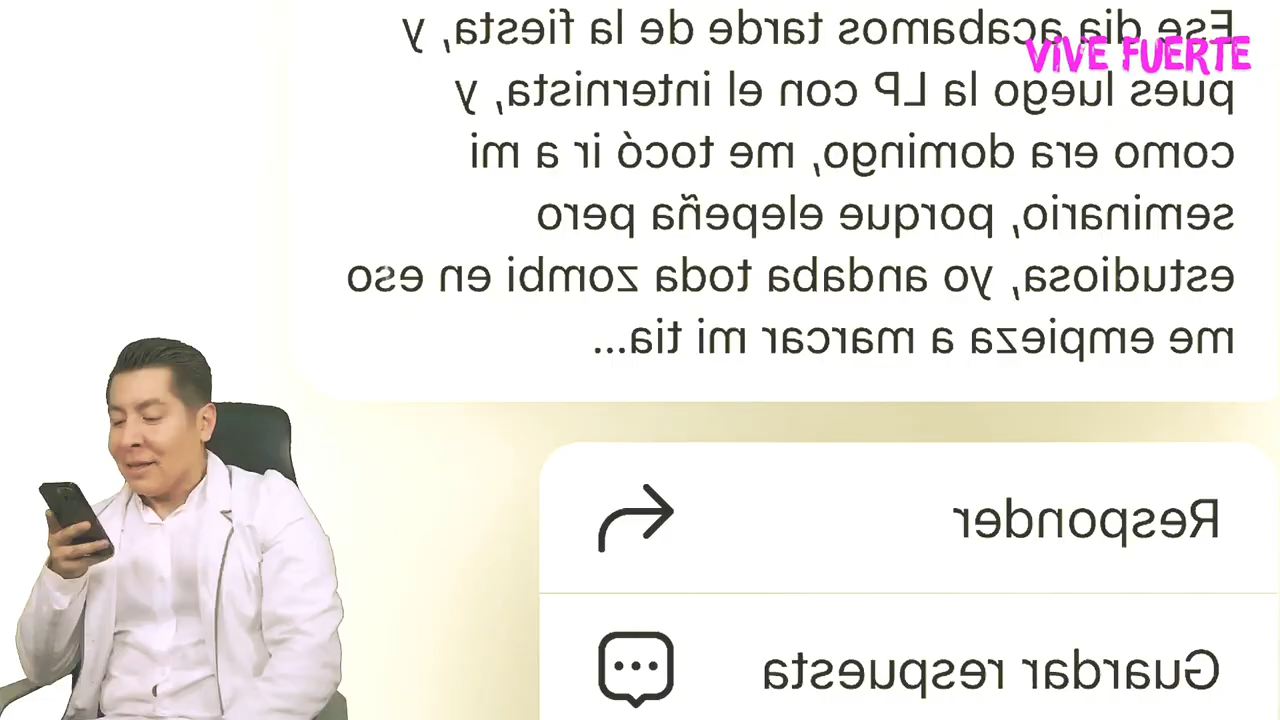 Ese dia acabamos tarde de la fiesta, y
pues luego la LP con el internista, y
como era domingo, me tocó ir a mi
seminario, porque elepeña pero
estudiosa, yo andaba toda zombi en eso
me empieza a marcar mi tia...
VIVE FUERTE
Responder
Guardar respuesta